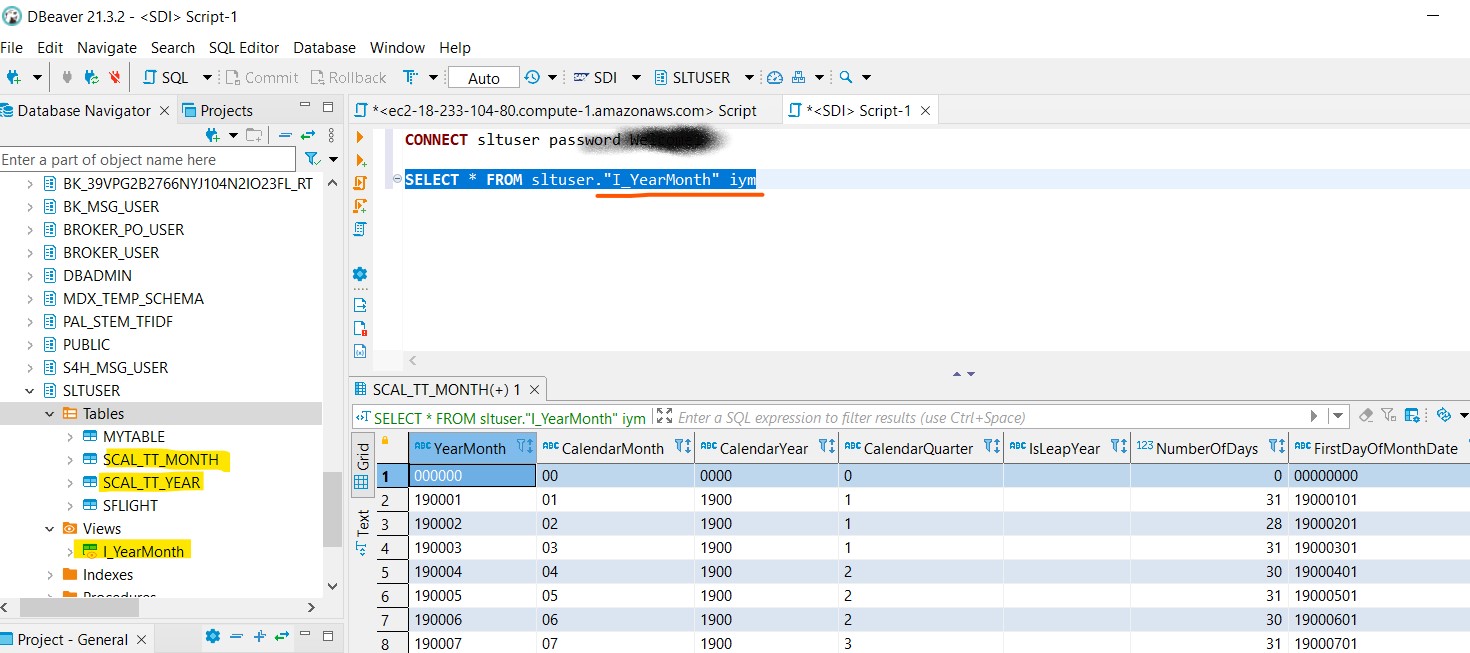 DBeaver 21.3.2 - <SDI> Script-1
File Edit Navigate Search SQL Editor Database Window Help
SQL Commit Rollback T Auto SDI SLTUSER
Database Navigator Projects
Enter a part of object name here
BK_39VPG2B2766NYJ104N2IO23FL_RT
BK_MSG_USER
BROKER_PO_USER
BROKER_USER
DBADMIN
MDX_TEMP_SCHEMA
PAL_STEM_TFIDF
PUBLIC
S4H_MSG_USER
SLTUSER
Tables
MYTABLE
SCAL_TT_MONTH
SCAL_TT_YEAR
SFLIGHT
Views
I_YearMonth
Indexes
Procedures
Project - General
*<ec2-18-233-104-80.compute-1.amazonaws.com> Script *<SDI> Script-1
CONNECT sltuser password
SELECT * FROM sltuser."I_YearMonth" iym
SCAL_TT_MONTH(+) 1
SELECT * FROM sltuser."I_YearMonth" iym Enter a SQL expression to filter results (use Ctrl+Space)
Grid
Text
ABC YearMonth ABC CalendarMonth ABC CalendarYear ABC CalendarQuarter ABC IsLeapYear 123 NumberOfDays ABC FirstDayOfMonthDate
1 000000 00 0000 0 0 00000000
2 190001 01 1900 1 31 19000101
3 190002 02 1900 1 28 19000201
4 190003 03 1900 1 31 19000301
5 190004 04 1900 2 30 19000401
6 190005 05 1900 2 31 19000501
7 190006 06 1900 2 30 19000601
8 190007 07 1900 3 31 19000701